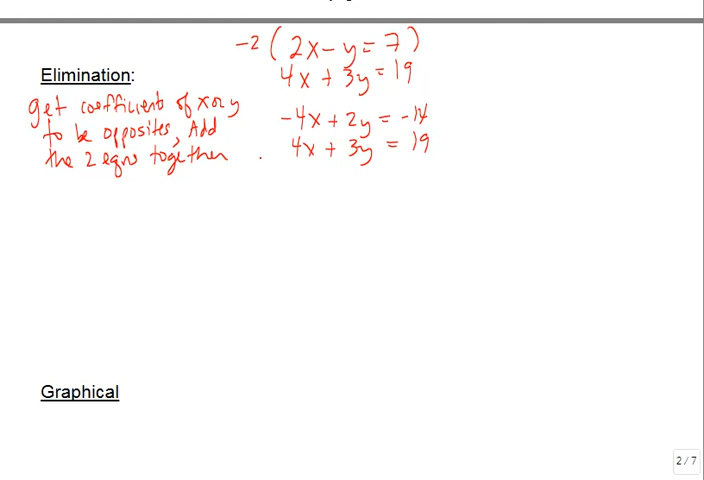 -2 ( 2x - y = 7 )
4x + 3y = 19
Elimination:
get coefficients of x or y
to be opposites, Add
the 2 eqns together
-4x + 2y = -14
4x + 3y = 19
Graphical
2 / 7